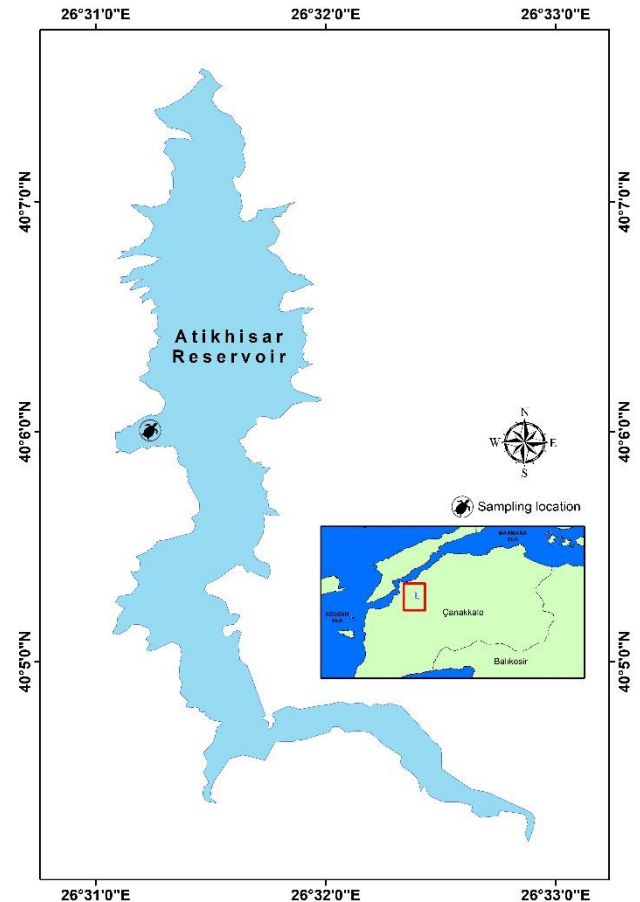 26°31'0"E
26°32'0"E
26°33'0"E
40°7'0"N
40°7'0"N
Atikhisar
Reservoir
40°6'0"N
40°6'0"N
N
W
E
S
Sampling location
MARMARA
SEA
AEGEAN
SEA
Çanakkale
Balıkesir
40°5'0"N
40°5'0"N
26°31'0"E
26°32'0"E
26°33'0"E